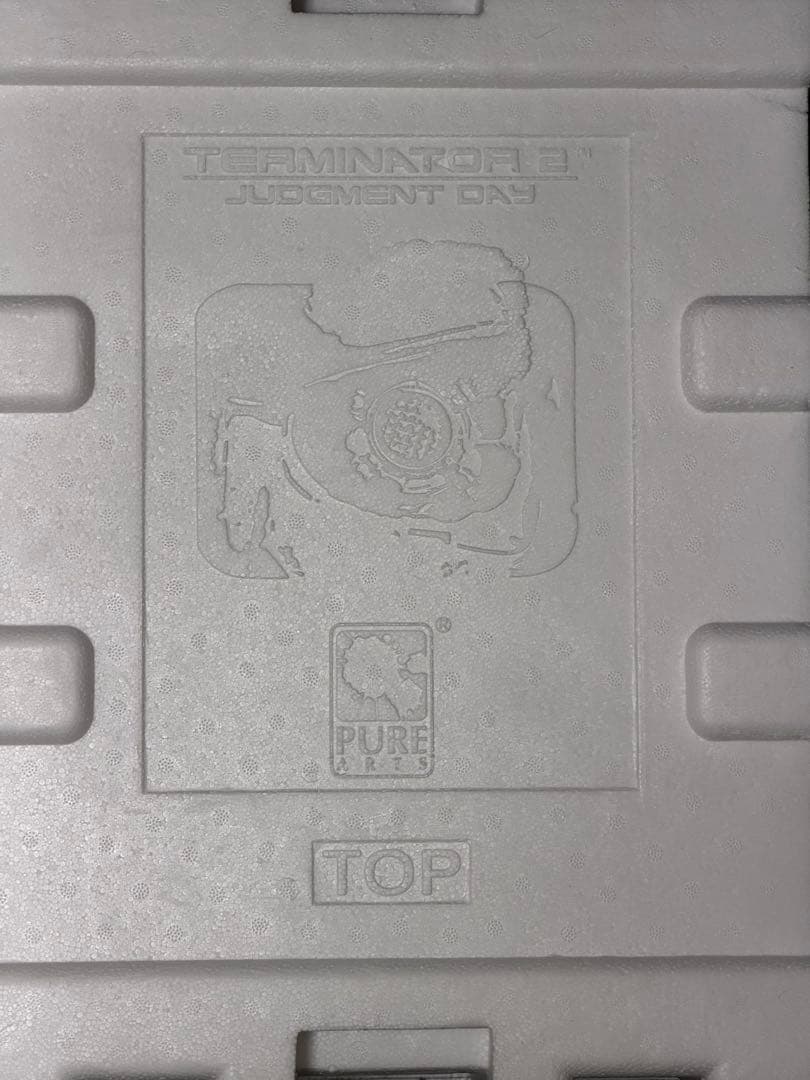 TERMINATOR 2™
JUDGMENT DAY
®
PURE
ARTS
TOP